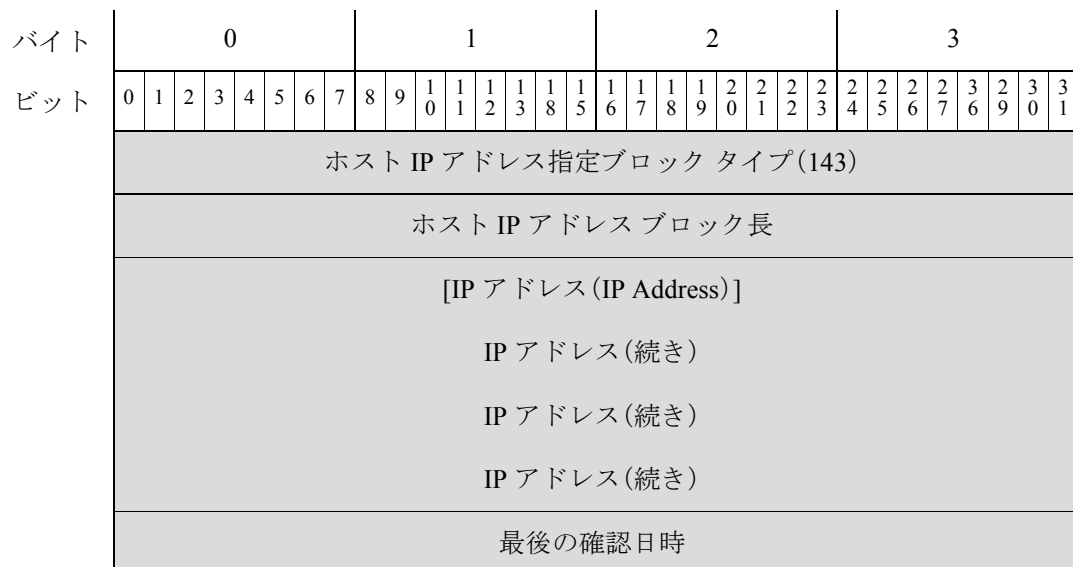 バイト 0 1 2 3
ビット 0 1 2 3 4 5 6 7 8 9 10 11 12 13 18 15 16 17 18 19 20 21 22 23 24 25 26 27 36 29 30 31
ホスト IP アドレス指定ブロック タイプ(143)
ホスト IP アドレス ブロック長
[IP アドレス(IP Address)]
IP アドレス(続き)
IP アドレス(続き)
IP アドレス(続き)
最後の確認日時